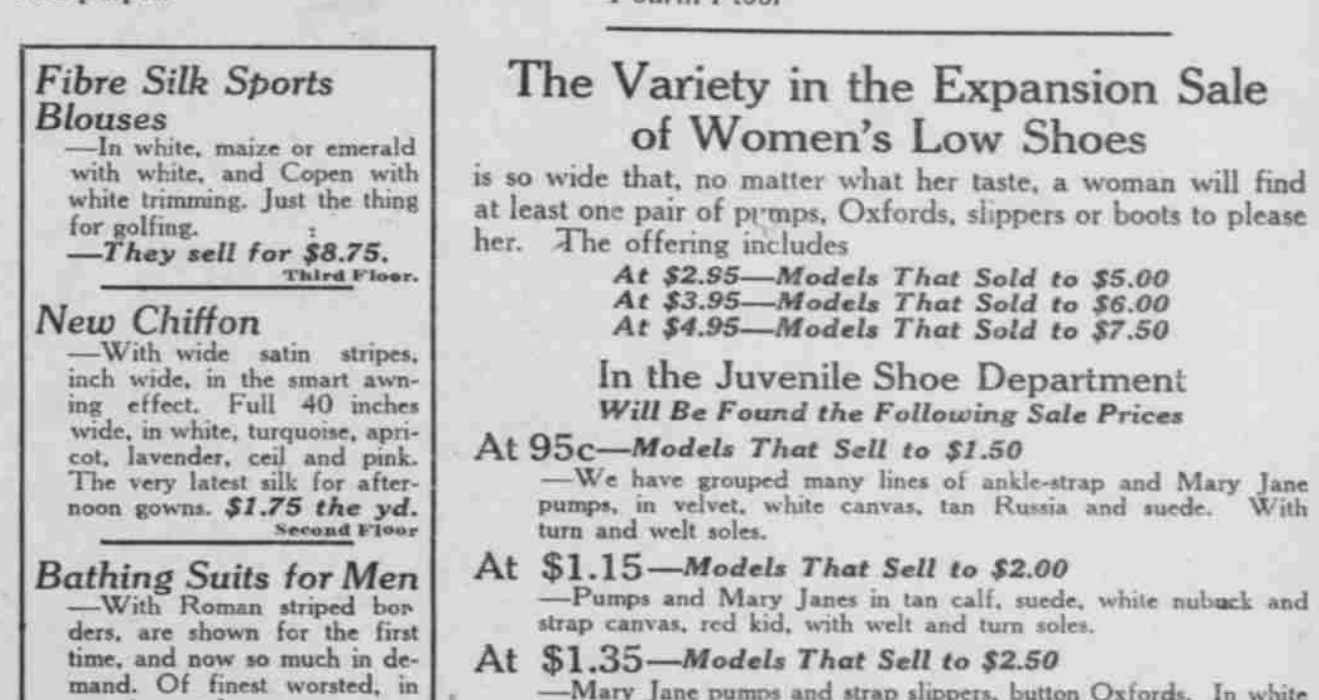 Fibre Silk Sports
Blouses
—In white, maize or emerald
with white, and Copen with
white trimming. Just the thing
for golfing.
—They sell for $8.75.
Third Floor.
New Chiffon
—With wide satin stripes,
inch wide, in the smart awn-
ing effect. Full 40 inches
wide, in white, turquoise, apri-
cot, lavender, ceil and pink.
The very latest silk for after-
noon gowns. $1.75 the yd.
Second Floor
Bathing Suits for Men
—With Roman striped bor-
ders, are shown for the first
time, and now so much in de-
mand. Of finest worsted, in
The Variety in the Expansion Sale
of Women's Low Shoes
is so wide that, no matter what her taste, a woman will find
at least one pair of pumps, Oxfords, slippers or boots to please
her. The offering includes
At $2.95—Models That Sold to $5.00
At $3.95—Models That Sold to $6.00
At $4.95—Models That Sold to $7.50
In the Juvenile Shoe Department
Will Be Found the Following Sale Prices
At 95c—Models That Sell to $1.50
—We have grouped many lines of ankle-strap and Mary Jane
pumps, in velvet, white canvas, tan Russia and suede. With
turn and welt soles.
At $1.15—Models That Sell to $2.00
—Pumps and Mary Janes in tan calf, suede, white nubuck and
strap canvas, red kid, with welt and turn soles.
At $1.35—Models That Sell to $2.50
—Mary Jane pumps and strap slippers, button Oxfords. In white